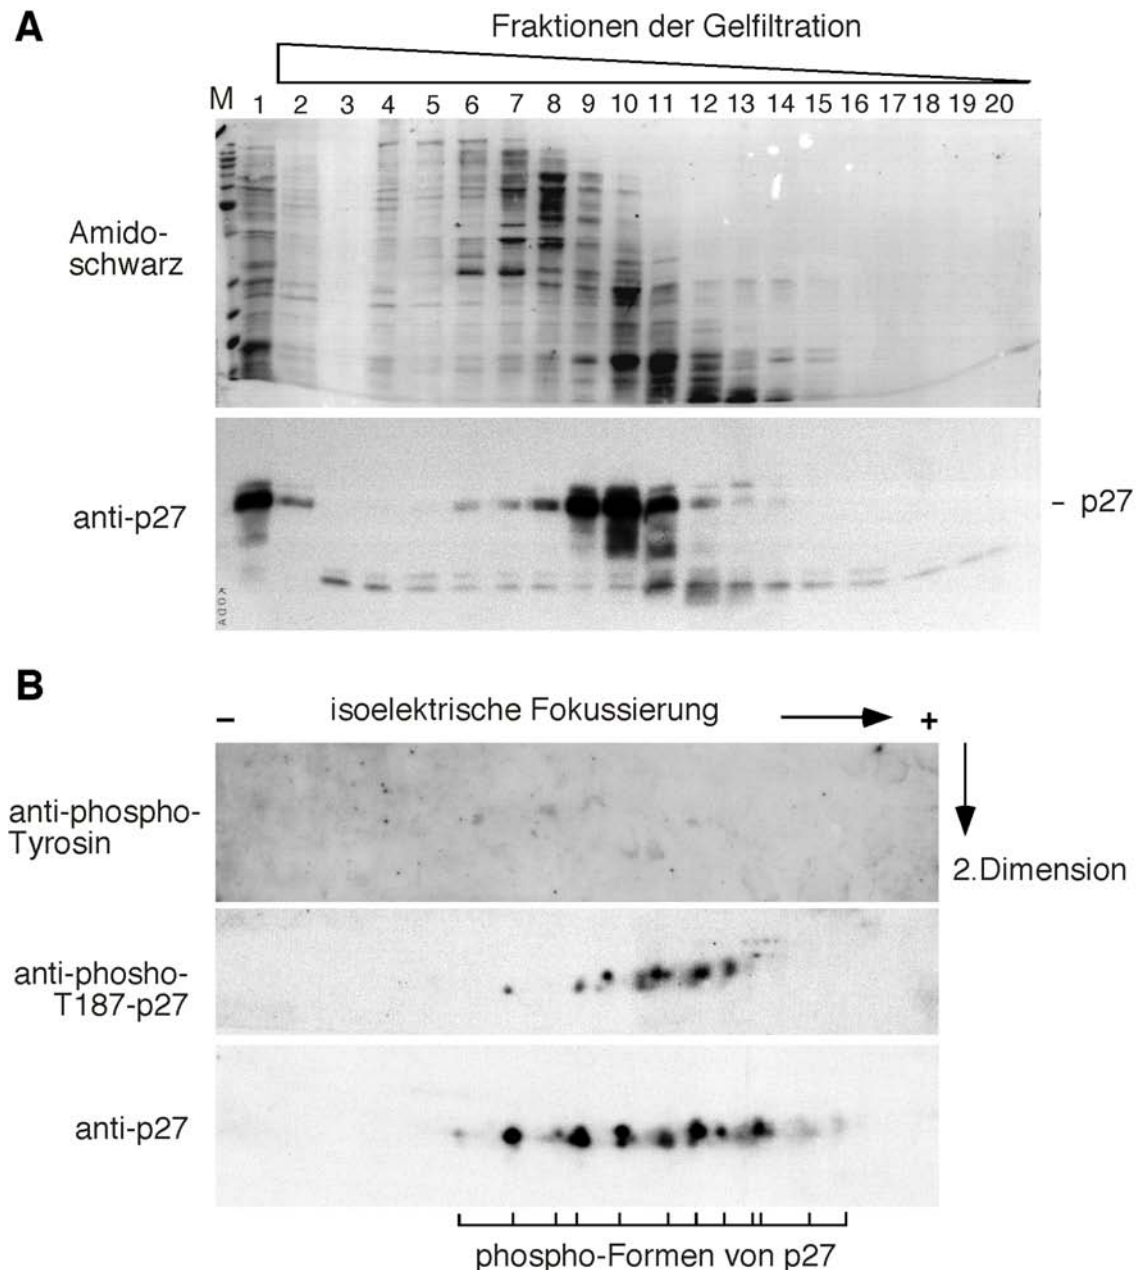 A
Fraktionen der Gelfiltration
M 1 2 3 4 5 6 7 8 9 10 11 12 13 14 15 16 17 18 19 20
Amido-
schwarz
anti-p27
– p27
KODA
B
– isoelektrische Fokussierung +
anti-phospho-
Tyrosin
2.Dimension
anti-phosho-
T187-p27
anti-p27
phospho-Formen von p27